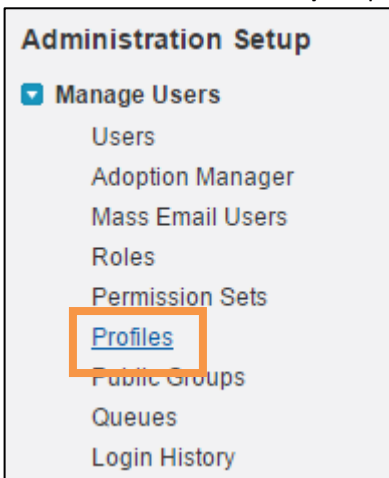 Administration Setup
Manage Users
Users
Adoption Manager
Mass Email Users
Roles
Permission Sets
Profiles
Public Groups
Queues
Login History